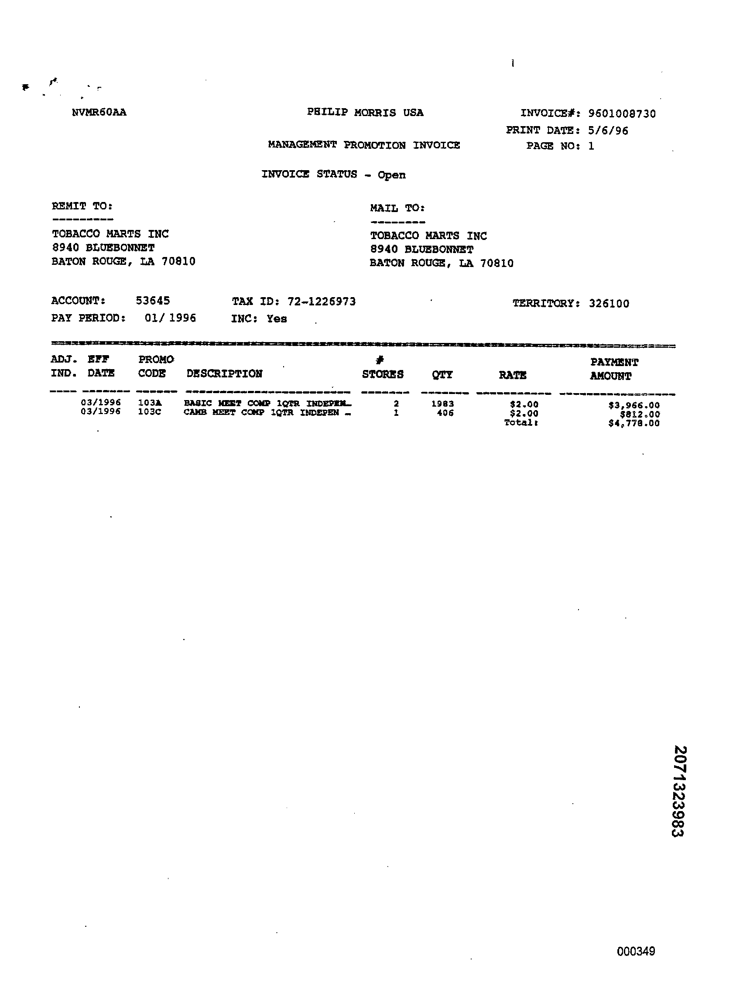 NVMR60AA PHILIP MORRIS USA INVOICE#: 9601008730
PRINT DATE: 5/6/96
MANAGEMENT PROMOTION INVOICE PAGE NO: 1
INVOICE STATUS - Open
REMIT TO: MAIL TO:
TOBACCO MARTS INC TOBACCO MARTS INC
8940 BLUEBONNET 8940 BLUEBONNET
BATON ROUGE, LA 70810 BATON ROUGE, LA 70810
ACCOUNT: 53645 TAX ID: 72-1226973 TERRITORY: 326100
PAY PERIOD: 01/ 1996 INC: Yes
ADJ. EFF PROMO # PAYMENT
IND. DATE CODE DESCRIPTION STORES QTY RATE AMOUNT
03/1996 103A BASIC MEET COMP 1QTR INDEPEN… 2 1983 $2.00 $3,966.00
03/1996 103C CAMB MEET COMP 1QTR INDEPEN … 1 406 $2.00 $812.00
Total: $4,778.00
2071323983
000349